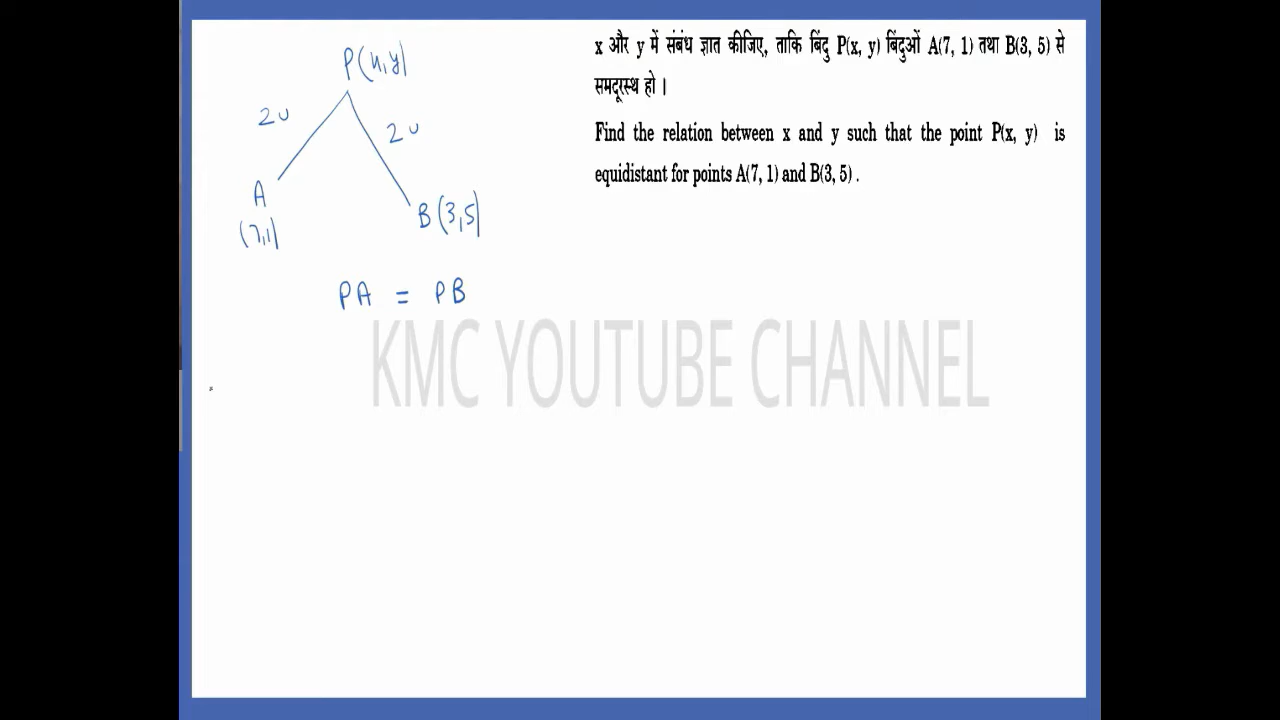 P(x,y)
2u
2u
A
(7,1)
B(3,5)
PA = PB
x और y में संबंध ज्ञात कीजिए, ताकि बिंदु P(x, y) बिंदुओं A(7, 1) तथा B(3, 5) से
समदूरस्थ हो ।
Find the relation between x and y such that the point P(x, y) is
equidistant for points A(7, 1) and B(3, 5) .
KMC YOUTUBE CHANNEL